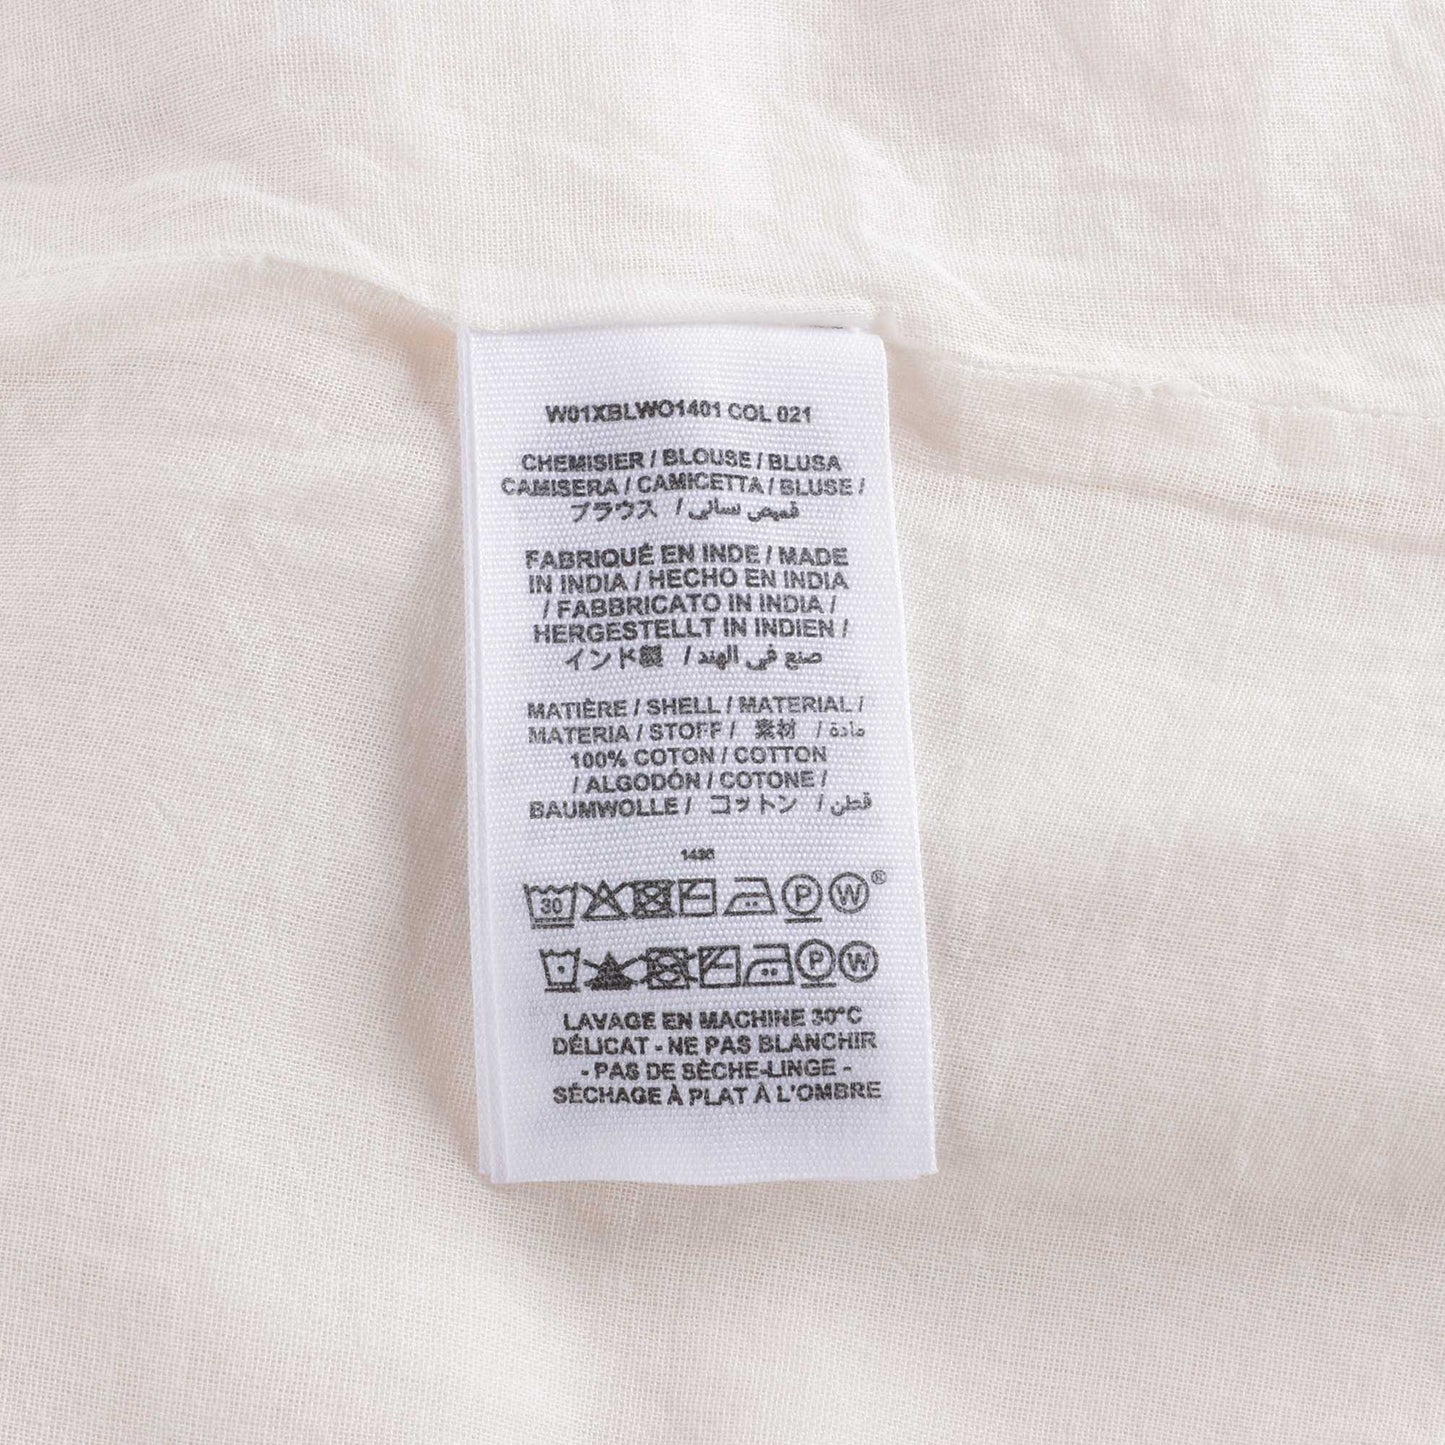 W01XBLWO1401 COL 021
CHEMISIER / BLOUSE / BLUSA
CAMISERA / CAMICETTA / BLUSE /
ブラウス / قميص نسائي
FABRIQUÉ EN INDE / MADE
IN INDIA / HECHO EN INDIA
/ FABBRICATO IN INDIA /
HERGESTELLT IN INDIEN /
インド製 / صنع في الهند
MATIÈRE / SHELL / MATERIAL /
MATERIA / STOFF / 素材 / مادة
100% COTON / COTTON
/ ALGODÓN / COTONE /
BAUMWOLLE / コットン / قطن
30 P W ®
P W
LAVAGE EN MACHINE 30°C
DÉLICAT - NE PAS BLANCHIR
- PAS DE SÈCHE-LINGE -
SÉCHAGE À PLAT À L'OMBRE